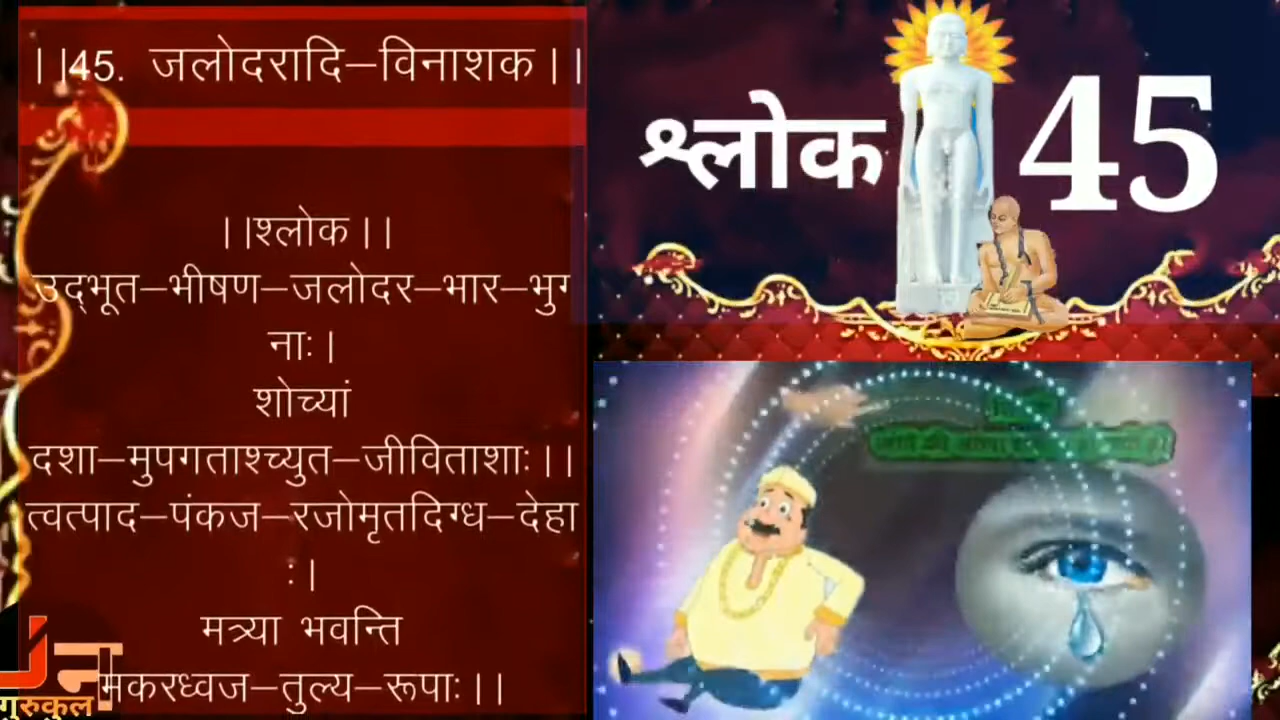 ||45. जलोदरादि–विनाशक||
||श्लोक||
उद्भूत–भीषण–जलोदर–भार–भुग
नाः|
शोच्यां
दशा–मुपगताश्च्युत–जीविताशाः||
त्वत्पाद–पंकज–रजोमृतदिग्ध–देहा
ः|
मत्र्या भवन्ति
मकरध्वज–तुल्य–रूपाः||
श्लोक 45
जैन
गुरुकुल